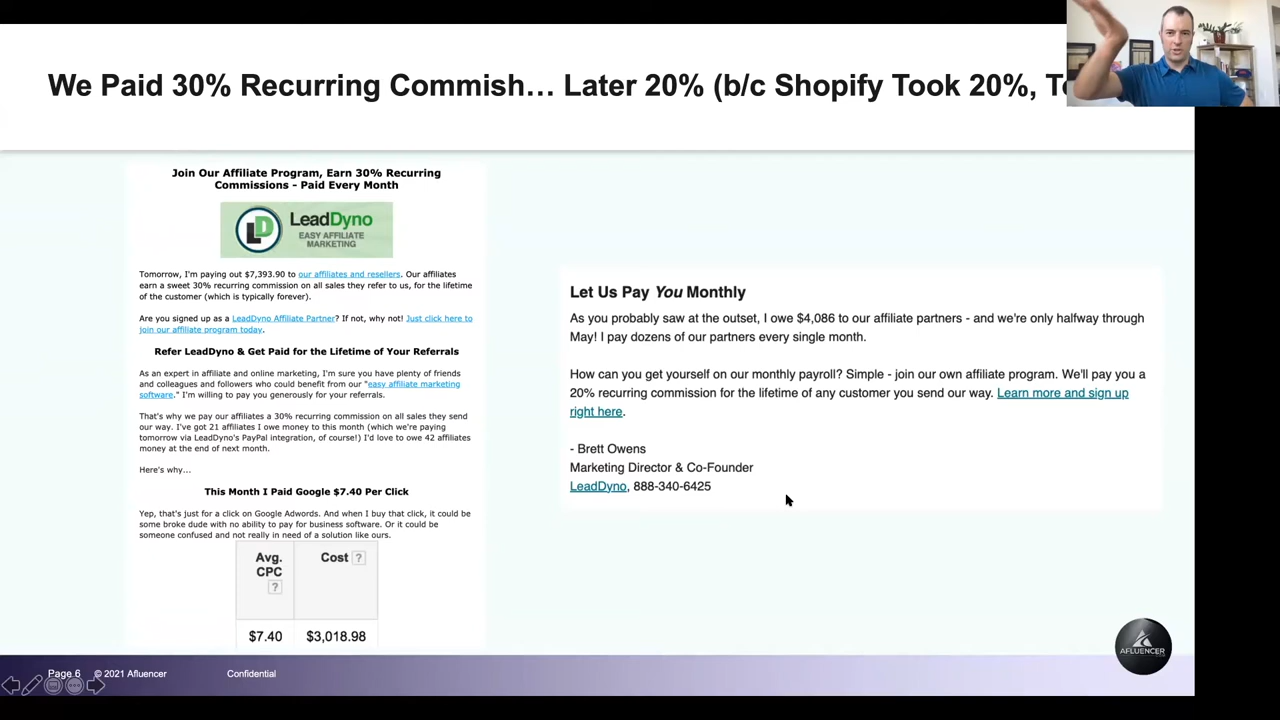 We Paid 30% Recurring Commish… Later 20% (b/c Shopify Took 20%,
Join Our Affiliate Program, Earn 30% Recurring
Commissions - Paid Every Month
LD LeadDyno
EASY AFFILIATE
MARKETING
Tomorrow, I'm paying out $7,393.90 to our affiliates and resellers. Our affiliates
earn a sweet 30% recurring commission on all sales they refer to us, for the lifetime
of the customer (which is typically forever).
Are you signed up as a LeadDyno Affiliate Partner? If not, why not! Just click here to
join our affiliate program today.
Refer LeadDyno & Get Paid for the Lifetime of Your Referrals
As an expert in affiliate and online marketing, I'm sure you have plenty of friends
and colleagues and followers who could benefit from our "easy affiliate marketing
software." I'm willing to pay you generously for your referrals.
That's why we pay our affiliates a 30% recurring commission on all sales they send
our way. I've got 21 affiliates I owe money to this month (which we're paying
tomorrow via LeadDyno's PayPal integration, of course!) I'd love to owe 42 affiliates
money at the end of next month.
Here's why...
This Month I Paid Google $7.40 Per Click
Yep, that's just for a click on Google Adwords. And when I buy that click, it could be
some broke dude with no ability to pay for business software. Or it could be
someone confused and not really in need of a solution like ours.
Avg. CPC ? Cost ?
$7.40 $3,018.98
Let Us Pay You Monthly
As you probably saw at the outset, I owe $4,086 to our affiliate partners - and we're only halfway through
May! I pay dozens of our partners every single month.
How can you get yourself on our monthly payroll? Simple - join our own affiliate program. We'll pay you a
20% recurring commission for the lifetime of any customer you send our way. Learn more and sign up
right here.
- Brett Owens
Marketing Director & Co-Founder
LeadDyno, 888-340-6425
AFLUENCER
Page 6 © 2021 Afluencer Confidential